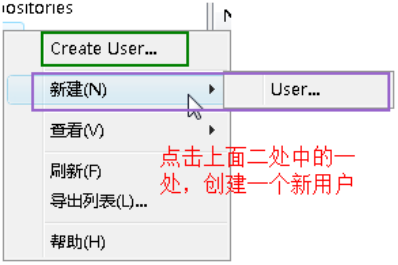 ositories
N
Create User...
新建(N)
User...
查看(V)
点击上面二处中的一
处，创建一个新用户
刷新(F)
导出列表(L)...
帮助(H)